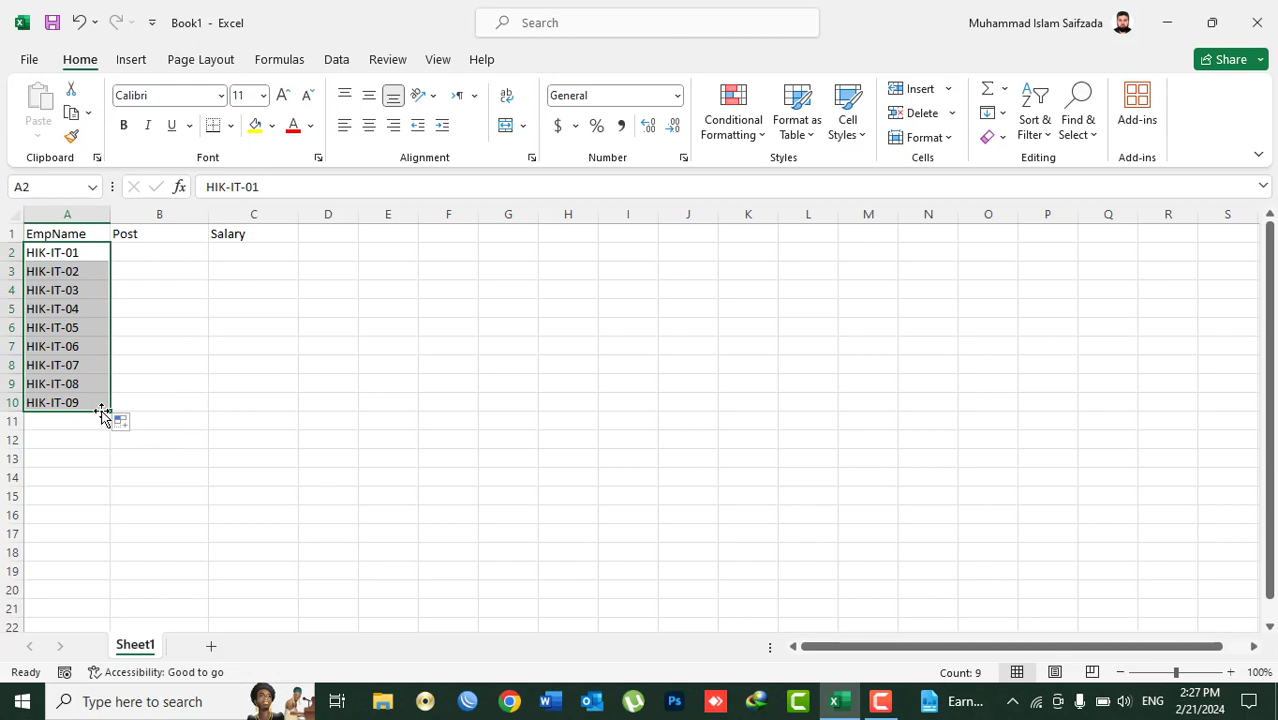 Book1 - Excel
Search
Muhammad Islam Saifzada
File Home Insert Page Layout Formulas Data Review View Help
Share
Paste
Calibri
11
B I U
General
$ % ,
Conditional Formatting
Format as Table
Cell Styles
Insert
Delete
Format
Sort & Filter
Find & Select
Add-ins
Clipboard
Font
Alignment
Number
Styles
Cells
Editing
Add-ins
A2
fx
HIK-IT-01
A B C D E F G H I J K L M N O P Q R S
1 EmpName Post Salary
2 HIK-IT-01
3 HIK-IT-02
4 HIK-IT-03
5 HIK-IT-04
6 HIK-IT-05
7 HIK-IT-06
8 HIK-IT-07
9 HIK-IT-08
10 HIK-IT-09
11
12
13
14
15
16
17
18
19
20
21
22
Sheet1
Ready
Accessibility: Good to go
Count: 9
100%
Type here to search
Earn...
ENG
2:27 PM
2/21/2024